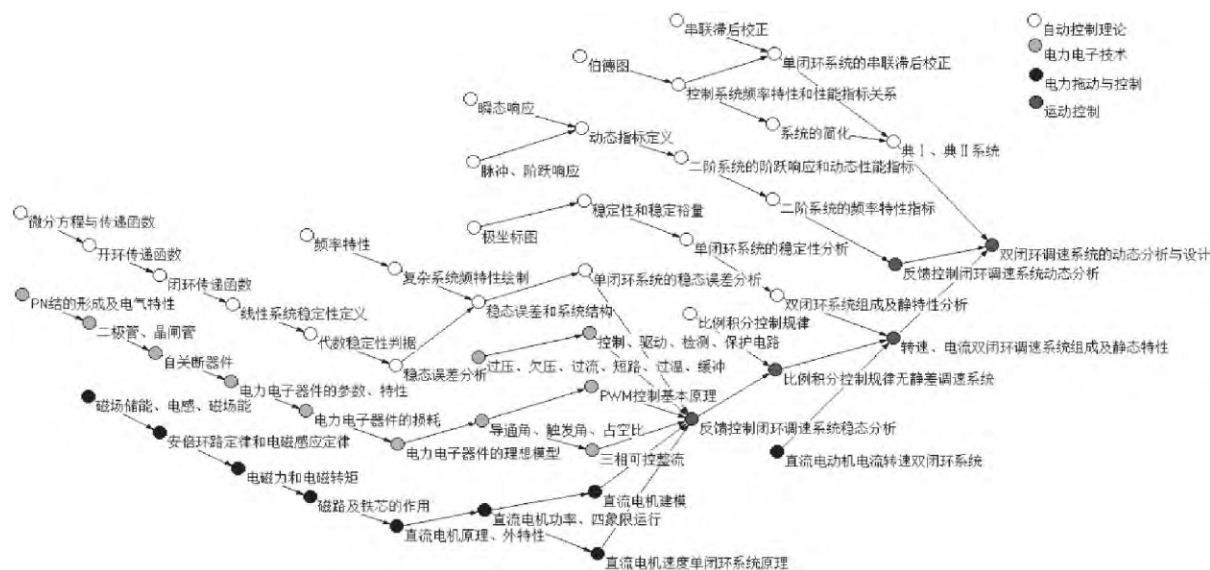 串联滞后校正
自动控制理论
电力电子技术
单闭环系统的串联滞后校正
伯德图
电力拖动与控制
控制系统频率特性和性能指标关系
运动控制
瞬态响应
系统的简化
动态指标定义
典Ⅰ、典Ⅱ系统
脉冲、阶跃响应
二阶系统的阶跃响应和动态性能指标
二阶系统的频率特性指标
稳定性和稳定裕量
微分方程与传递函数
极坐标图
频率特性
单闭环系统的稳定性分析
双闭环调速系统的动态分析与设计
开环传递函数
反馈控制闭环调速系统动态分析
复杂系统频特性绘制
单闭环系统的稳态误差分析
闭环传递函数
PN结的形成及电气特性
双闭环系统组成及静特性分析
线性系统稳定性定义
稳态误差和系统结构
比例积分控制规律
二极管、晶闸管
代数稳定性判据
控制、驱动、检测、保护电路
转速、电流双闭环调速系统组成及静态特性
自关断器件
过压、欠压、过流、短路、过温、缓冲
稳态误差分析
比例积分控制规律无静差调速系统
电力电子器件的参数、特性
PWM控制基本原理
磁场储能、电感、磁场能
电力电子器件的损耗
导通角、触发角、占空比
反馈控制闭环调速系统稳态分析
安倍环路定律和电磁感应定律
电力电子器件的理想模型
三相可控整流
直流电动机电流转速双闭环系统
电磁力和电磁转矩
直流电机建模
磁路及铁芯的作用
直流电机功率、四象限运行
直流电机原理、外特性
直流电机速度单闭环系统原理